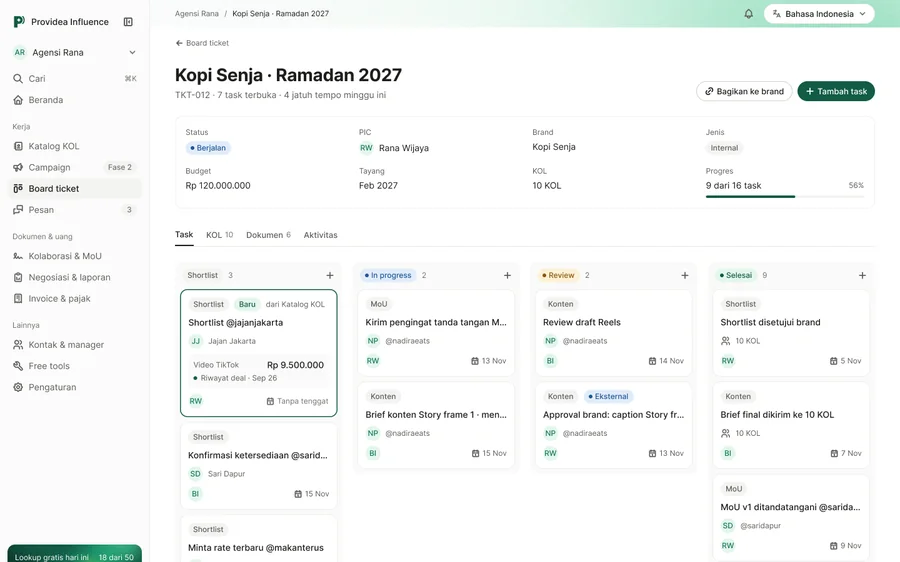 Providea Influence
AR Agensi Rana
Cari ⌘K
Beranda
Kerja
Katalog KOL
Campaign Fase 2
Board ticket
Pesan 3
Dokumen & uang
Kolaborasi & MoU
Negosiasi & laporan
Invoice & pajak
Lainnya
Kontak & manager
Free tools
Pengaturan
Lookup gratis hari ini 18 dari 50
Agensi Rana / Kopi Senja · Ramadan 2027
Bahasa Indonesia
← Board ticket
Kopi Senja · Ramadan 2027
TKT-012 · 7 task terbuka · 4 jatuh tempo minggu ini
Bagikan ke brand
+ Tambah task
Status
Berjalan
PIC
RW Rana Wijaya
Brand
Kopi Senja
Jenis
Internal
Budget
Rp 120.000.000
Tayang
Feb 2027
KOL
10 KOL
Progres
9 dari 16 task 56%
Task KOL 10 Dokumen 6 Aktivitas
Shortlist 3 +
Shortlist Baru dari Katalog KOL
Shortlist @jajanjakarta
JJ Jajan Jakarta
Video TikTok Rp 9.500.000
Riwayat deal · Sep 26
RW Tanpa tenggat
Shortlist
Konfirmasi ketersediaan @sarid...
SD Sari Dapur
BI 15 Nov
Shortlist
Minta rate terbaru @makanterus
In progress 2 +
MoU
Kirim pengingat tanda tangan M...
NP @nadiraeats
RW 13 Nov
Konten
Brief konten Story frame 1 · men...
NP @nadiraeats
BI 15 Nov
Review 2 +
Konten
Review draft Reels
NP @nadiraeats
BI 14 Nov
Konten Eksternal
Approval brand: caption Story fr...
NP @nadiraeats
RW 13 Nov
Selesai 9 +
Shortlist
Shortlist disetujui brand
10 KOL
RW 5 Nov
Konten
Brief final dikirim ke 10 KOL
10 KOL
BI 7 Nov
MoU
MoU v1 ditandatangani @sarida...
SD @saridapur
RW 9 Nov